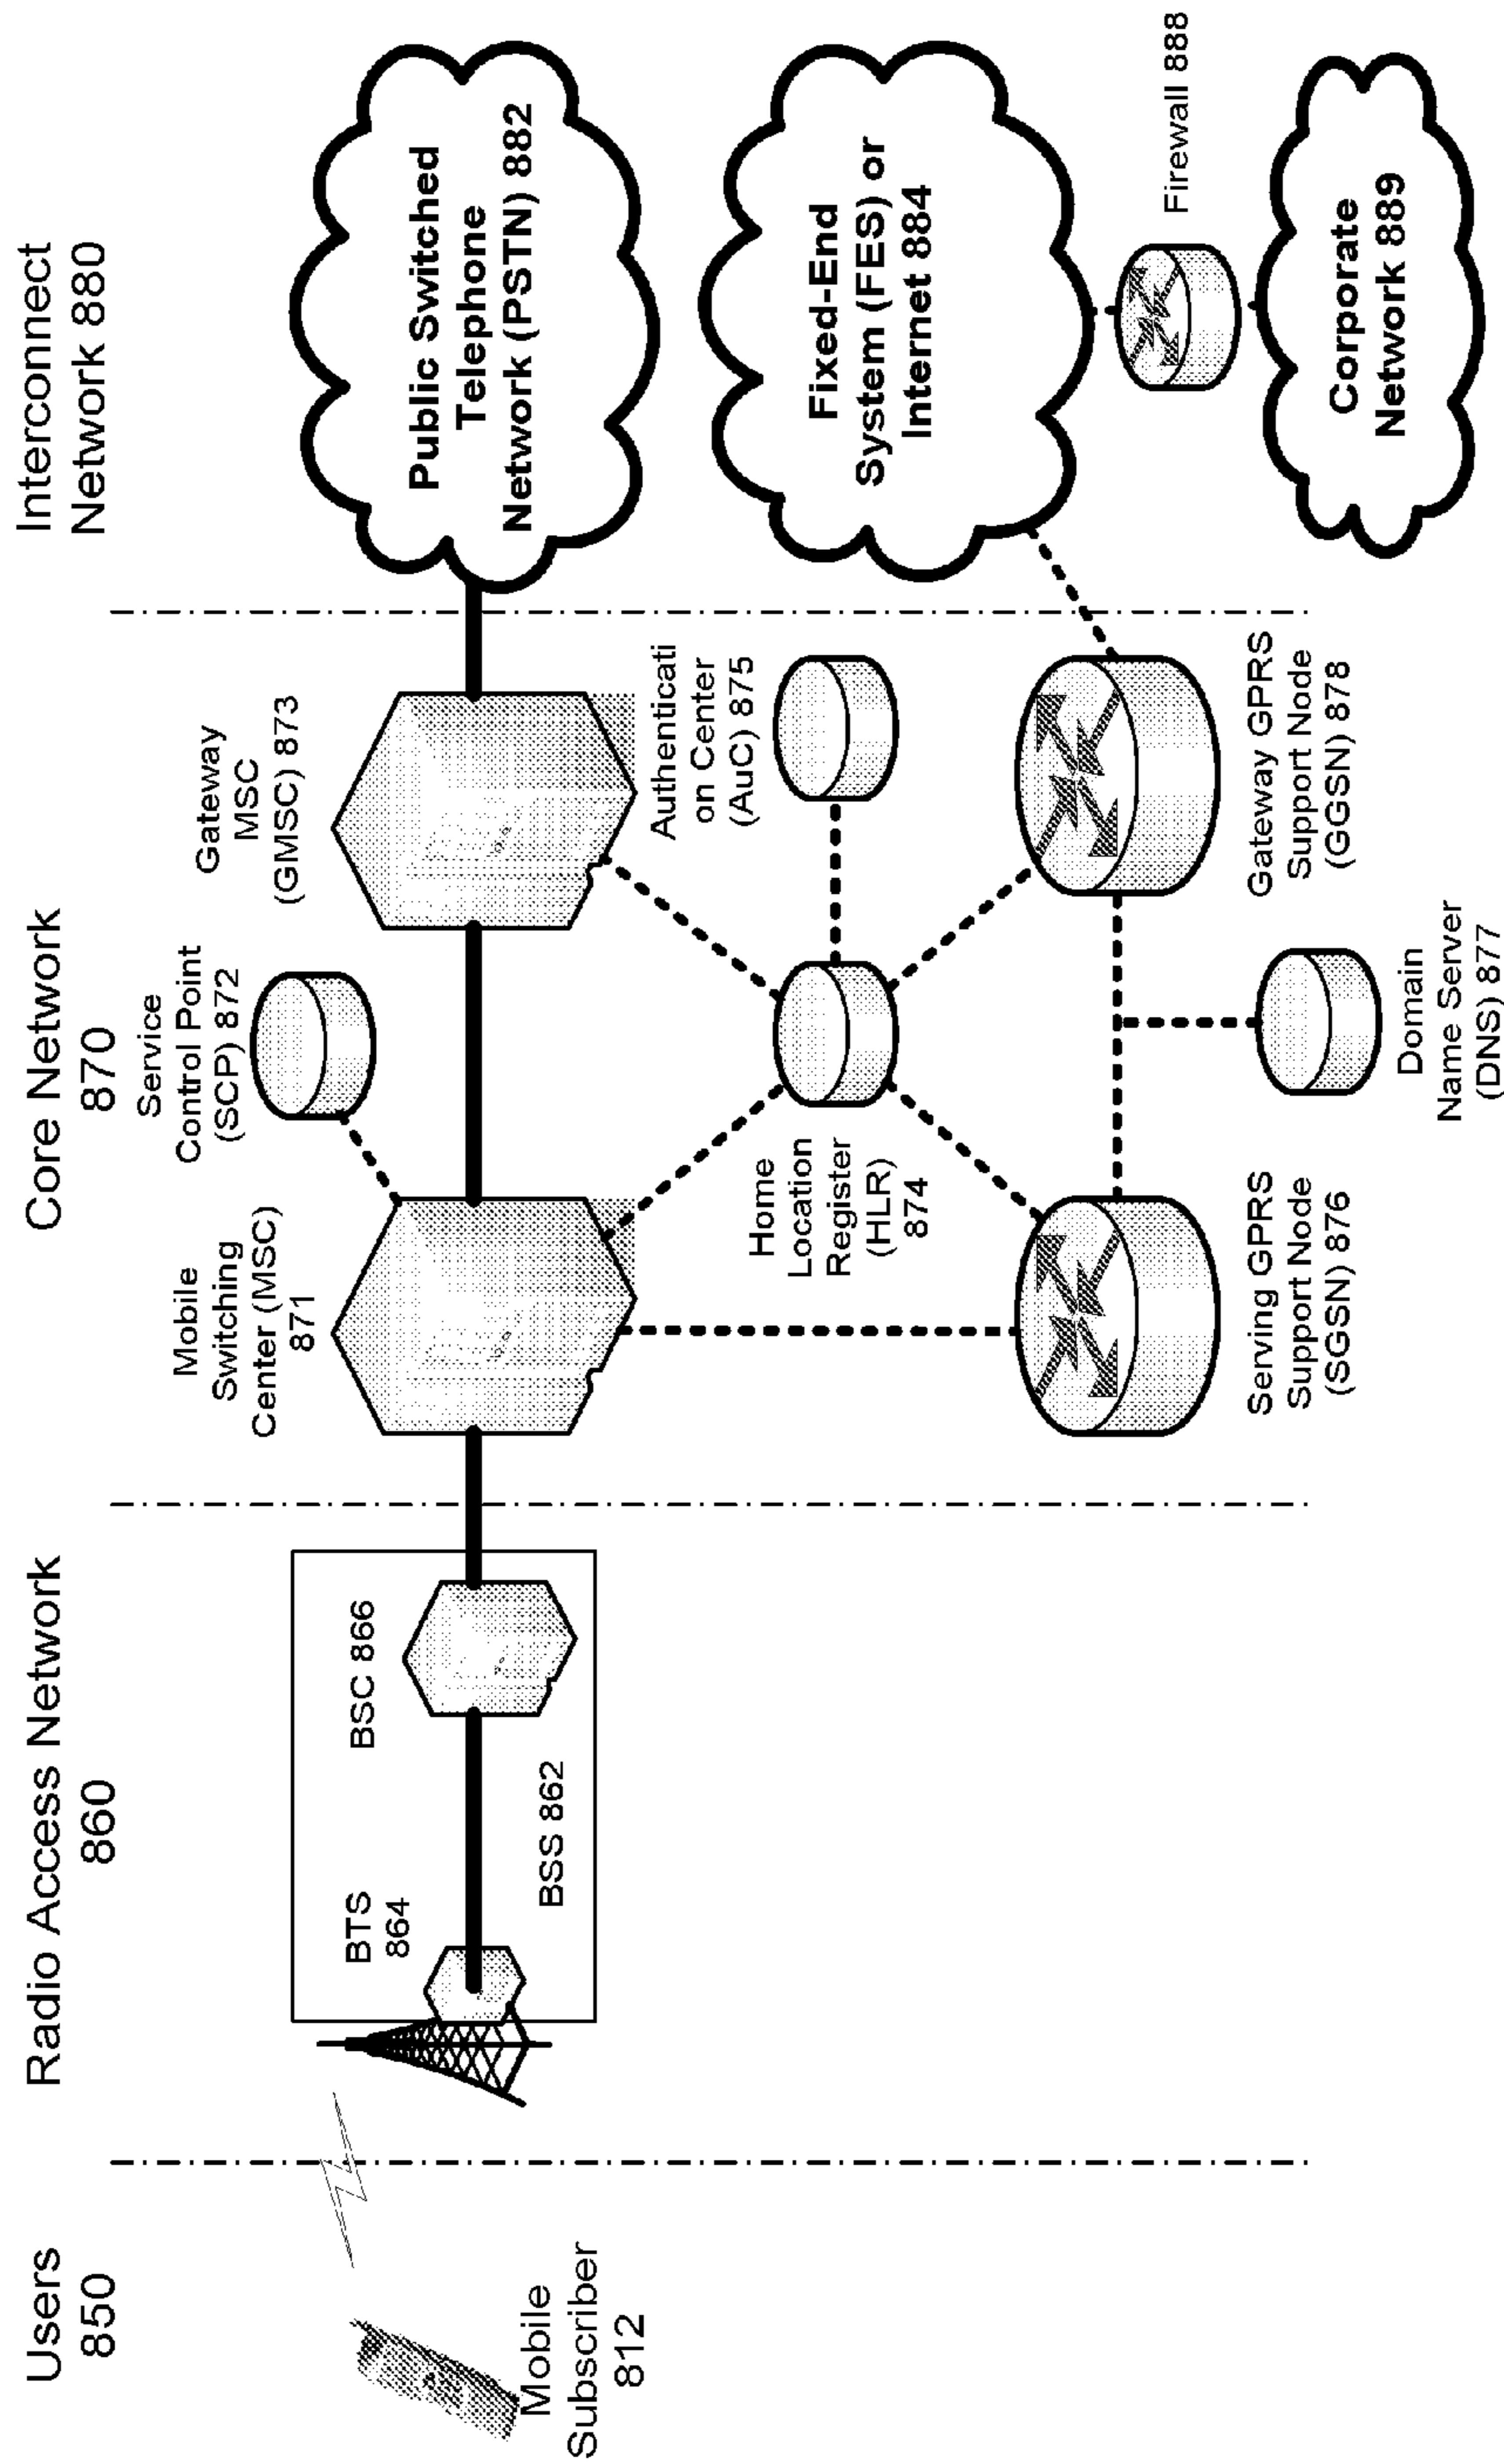 Users
850
Radio Access Network
860
Core Network
870
Interconnect
Network 880
Mobile
Subscriber
812
BTS
864
BSC 866
BSS 862
Mobile
Switching
Center (MSC)
871
Service
Control Point
(SCP) 872
Gateway
MSC
(GMSC) 873
Home
Location
Register
(HLR)
874
Authenticati
on Center
(AuC) 875
Serving GPRS
Support Node
(SGSN) 876
Domain
Name Server
(DNS) 877
Gateway GPRS
Support Node
(GGSN) 878
Public Switched
Telephone
Network (PSTN) 882
Fixed-End
System (FES) or
Internet 884
Firewall 888
Corporate
Network 889